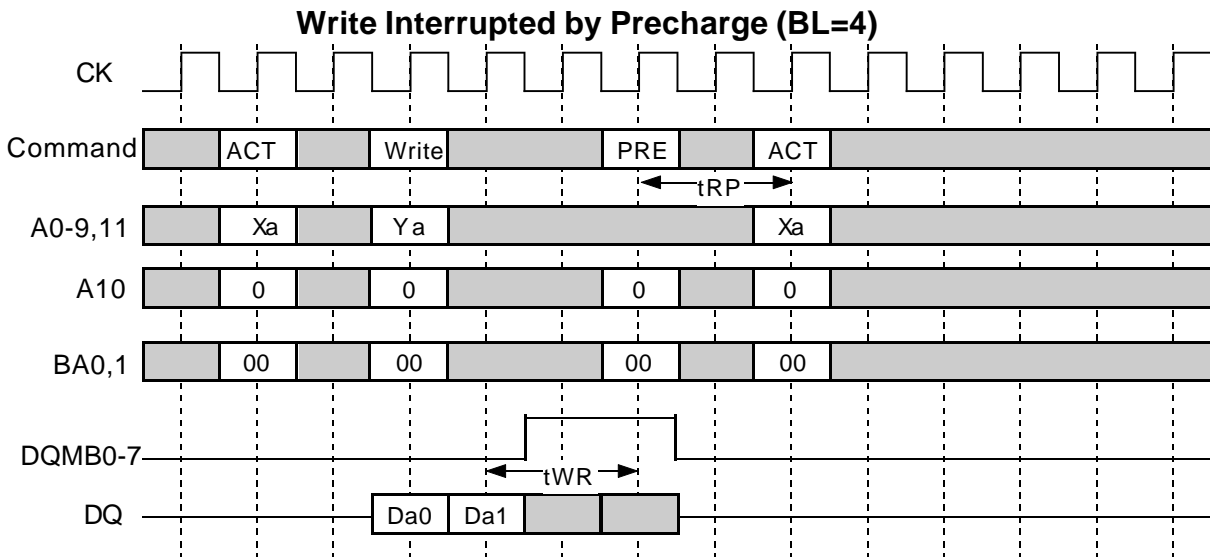 Write Interrupted by Precharge (BL=4)
CK
Command ACT Write PRE ACT
tRP
A0-9,11 Xa Ya Xa
A10 0 0 0 0
BA0,1 00 00 00 00
DQMB0-7
tWR
DQ Da0 Da1